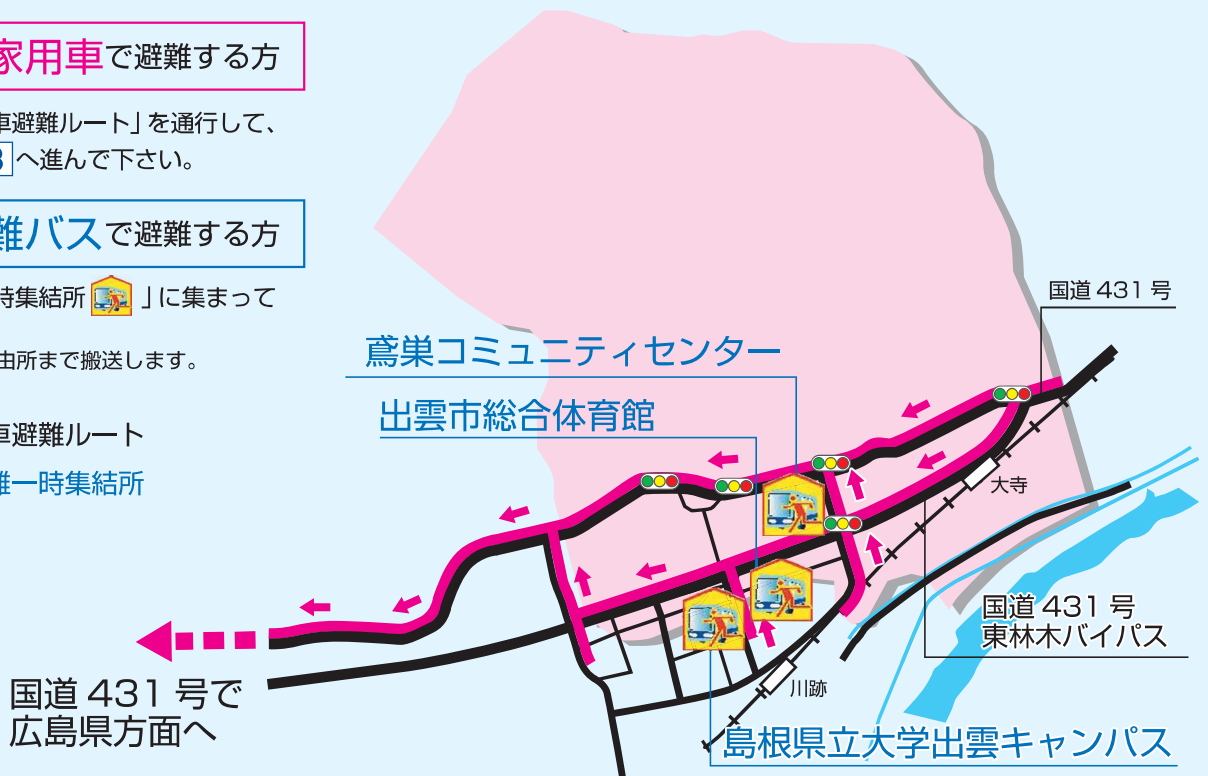 家用車で避難する方
車避難ルート」を通行して、
へ進んで下さい。
難バスで避難する方
時集結所 」に集まって
由所まで搬送します。
車避難ルート
難一時集結所
国道 431 号
鳶巣コミュニティセンター
出雲市総合体育館
大寺
国道 431 号
東林木バイパス
川跡
国道 431 号で
広島県方面へ
島根県立大学出雲キャンパス